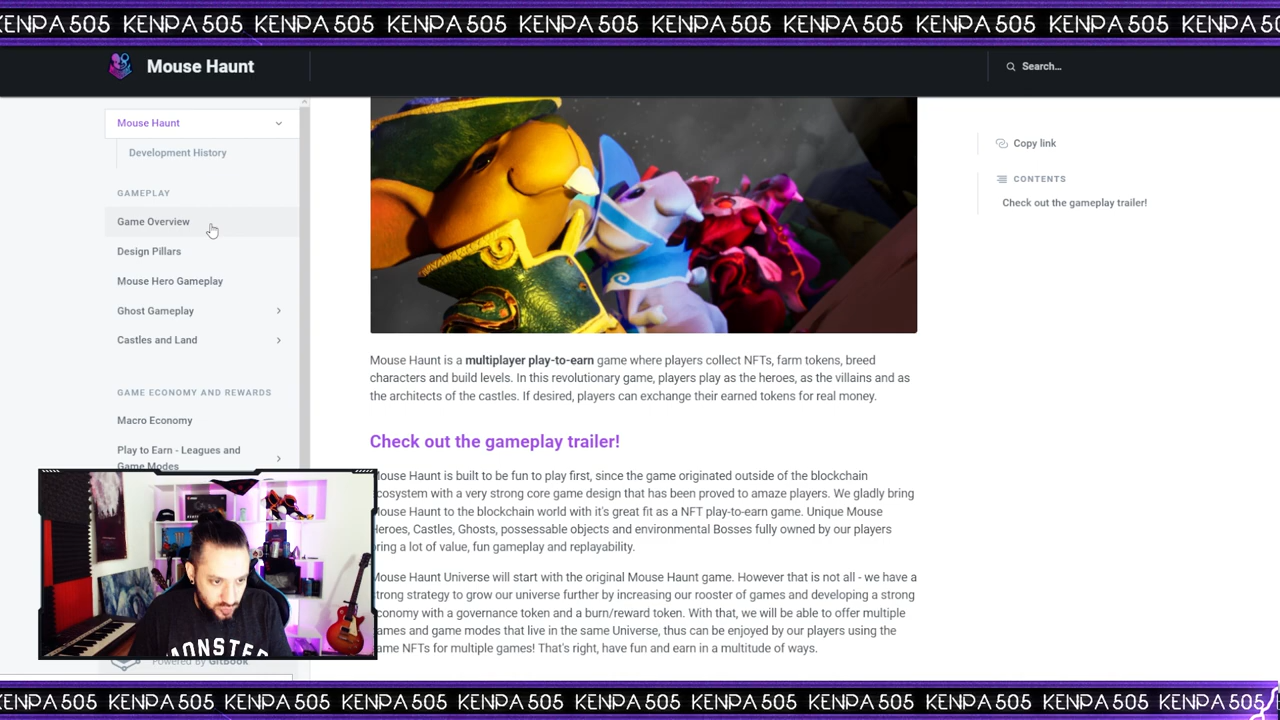 KENPA 505 KENPA 505 KENPA 505 KENPA 505 KENPA 505 KENPA 505 KENPA 505 KENPA 505 KENPA 505
Mouse Haunt
Search...
Mouse Haunt
Development History
GAMEPLAY
Game Overview
Design Pillars
Mouse Hero Gameplay
Ghost Gameplay
Castles and Land
GAME ECONOMY AND REWARDS
Macro Economy
Play to Earn - Leagues and
Game Modes
Powered By GitBook
Mouse Haunt is a multiplayer play-to-earn game where players collect NFTs, farm tokens, breed
characters and build levels. In this revolutionary game, players play as the heroes, as the villains and as
the architects of the castles. If desired, players can exchange their earned tokens for real money.
Check out the gameplay trailer!
Mouse Haunt is built to be fun to play first, since the game originated outside of the blockchain
ecosystem with a very strong core game design that has been proved to amaze players. We gladly bring
Mouse Haunt to the blockchain world with it's great fit as a NFT play-to-earn game. Unique Mouse
Heroes, Castles, Ghosts, possessable objects and environmental Bosses fully owned by our players
bring a lot of value, fun gameplay and replayability.
Mouse Haunt Universe will start with the original Mouse Haunt game. However that is not all - we have a
strong strategy to grow our universe further by increasing our rooster of games and developing a strong
economy with a governance token and a burn/reward token. With that, we will be able to offer multiple
games and game modes that live in the same Universe, thus can be enjoyed by our players using the
same NFTs for multiple games! That's right, have fun and earn in a multitude of ways.
Copy link
CONTENTS
Check out the gameplay trailer!
MONSTER
KENPA 505 KENPA 505 KENPA 505 KENPA 505 KENPA 505 KENPA 505 KENPA 505 KENPA 505 KENPA 505 KENPA 505